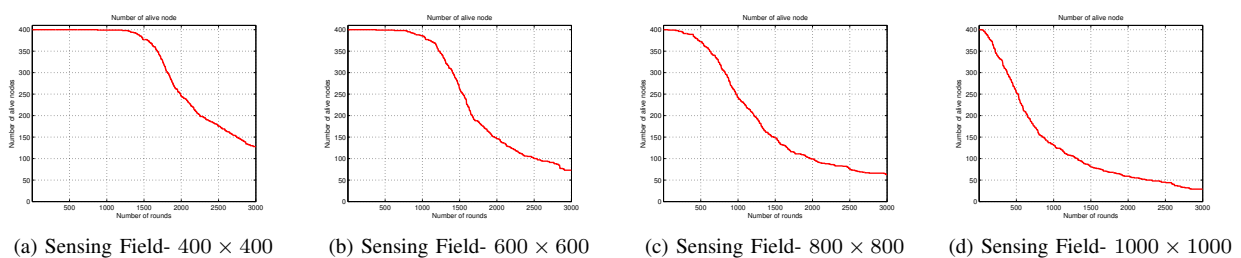 Number of alive node
Number of alive nodes
400
350
300
250
200
150
100
50
0
500 1000 1500 2000 2500 3000
Number of rounds
(a) Sensing Field- 400 × 400
Number of alive node
Number of alive nodes
400
350
300
250
200
150
100
50
0
500 1000 1500 2000 2500 3000
Number of rounds
(b) Sensing Field- 600 × 600
Number of alive node
Number of alive nodes
400
350
300
250
200
150
100
50
0
500 1000 1500 2000 2500 3000
Number of rounds
(c) Sensing Field- 800 × 800
Number of alive node
Number of alive nodes
400
350
300
250
200
150
100
50
0
500 1000 1500 2000 2500 3000
Number of rounds
(d) Sensing Field- 1000 × 1000